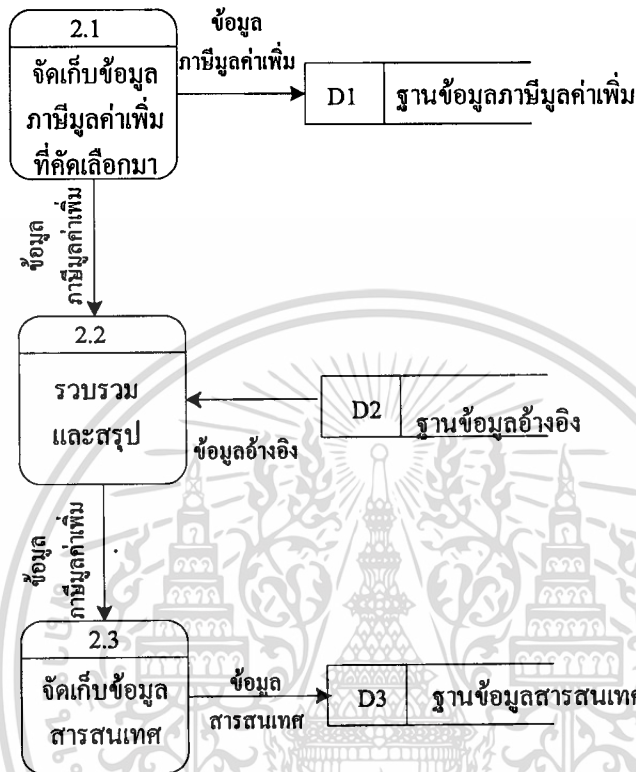 2.1
จัดเก็บข้อมูล
ภาษีมูลค่าเพิ่ม
ที่คัดเลือกมา
ข้อมูล
ภาษีมูลค่าเพิ่ม
D1
ฐานข้อมูลภาษีมูลค่าเพิ่ม
ข้อมูล
ภาษีมูลค่าเพิ่ม
2.2
รวบรวม
และสรุป
ข้อมูลอ้างอิง
D2
ฐานข้อมูลอ้างอิง
ข้อมูล
ภาษีมูลค่าเพิ่ม
2.3
จัดเก็บข้อมูล
สารสนเทศ
ข้อมูล
สารสนเทศ
D3
ฐานข้อมูลสารสนเทศ